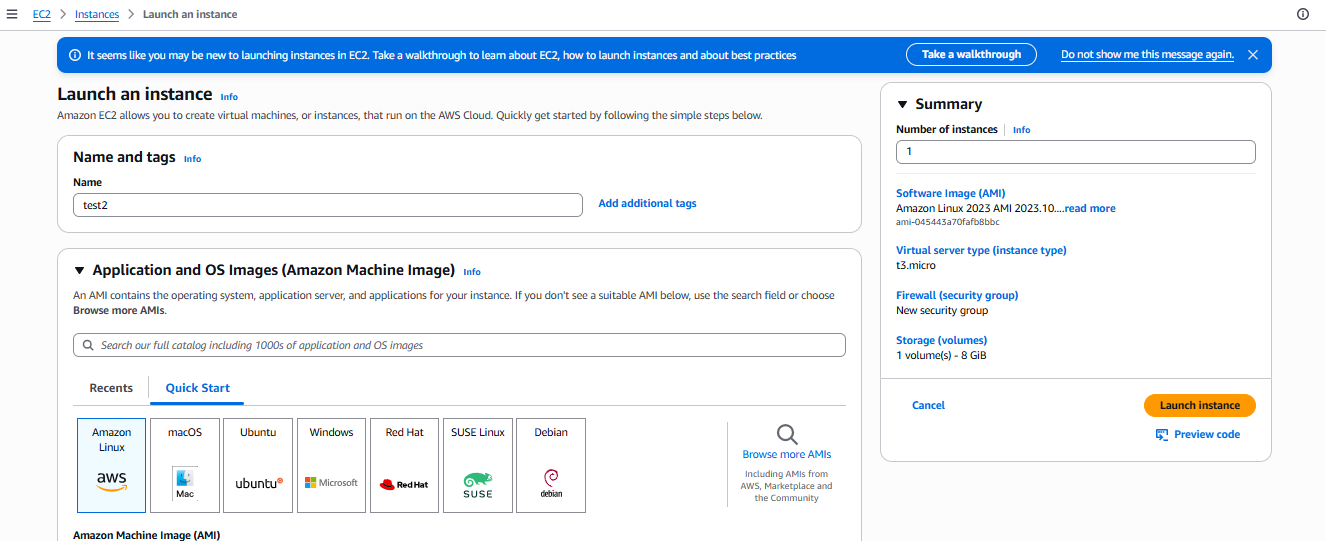 EC2 > Instances > Launch an instance
It seems like you may be new to launching instances in EC2. Take a walkthrough to learn about EC2, how to launch instances and about best practices
Take a walkthrough
Do not show me this message again.
Launch an instance Info
Amazon EC2 allows you to create virtual machines, or instances, that run on the AWS Cloud. Quickly get started by following the simple steps below.
Name and tags Info
Name
test2
Add additional tags
Application and OS Images (Amazon Machine Image) Info
An AMI contains the operating system, application server, and applications for your instance. If you don't see a suitable AMI below, use the search field or choose
Browse more AMIs.
Search our full catalog including 1000s of application and OS images
Recents
Quick Start
Amazon
Linux
aws
macOS
Mac
Ubuntu
ubuntu
Windows
Microsoft
Red Hat
Red Hat
SUSE Linux
SUSE
Debian
debian
Browse more AMIs
Including AMIs from
AWS, Marketplace and
the Community
Amazon Machine Image (AMI)
Summary
Number of instances Info
1
Software Image (AMI)
Amazon Linux 2023 AMI 2023.10....read more
ami-045443a70fafb8bbc
Virtual server type (instance type)
t3.micro
Firewall (security group)
New security group
Storage (volumes)
1 volume(s) - 8 GiB
Cancel
Launch instance
Preview code